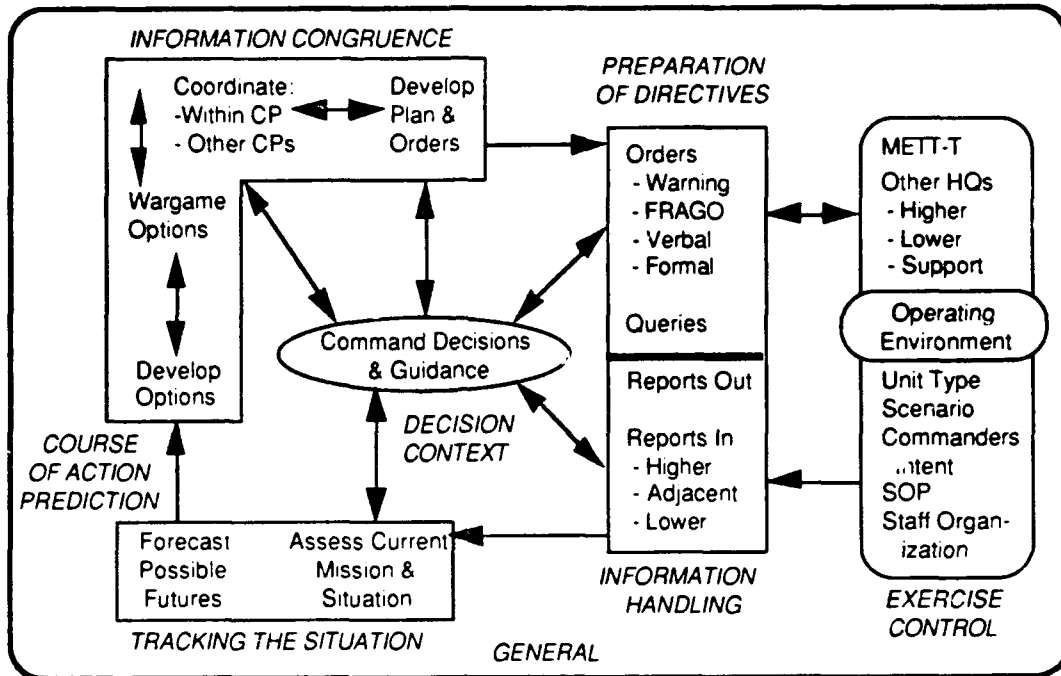 INFORMATION CONGRUENCE
Coordinate:
-Within CP
- Other CPs
Develop
Plan &
Orders
Wargame
Options
Develop
Options
COURSE
OF ACTION
PREDICTION
Command Decisions
& Guidance
DECISION
CONTEXT
Forecast
Possible
Futures
Assess Current
Mission &
Situation
TRACKING THE SITUATION
PREPARATION
OF DIRECTIVES
Orders
- Warning
- FRAGO
- Verbal
- Formal
Queries
Reports Out
Reports In
- Higher
- Adjacent
- Lower
INFORMATION
HANDLING
METT-T
Other HQs
- Higher
- Lower
- Support
Operating
Environment
Unit Type
Scenario
Commanders
Intent
SOP
Staff Organ-
ization
EXERCISE
CONTROL
GENERAL